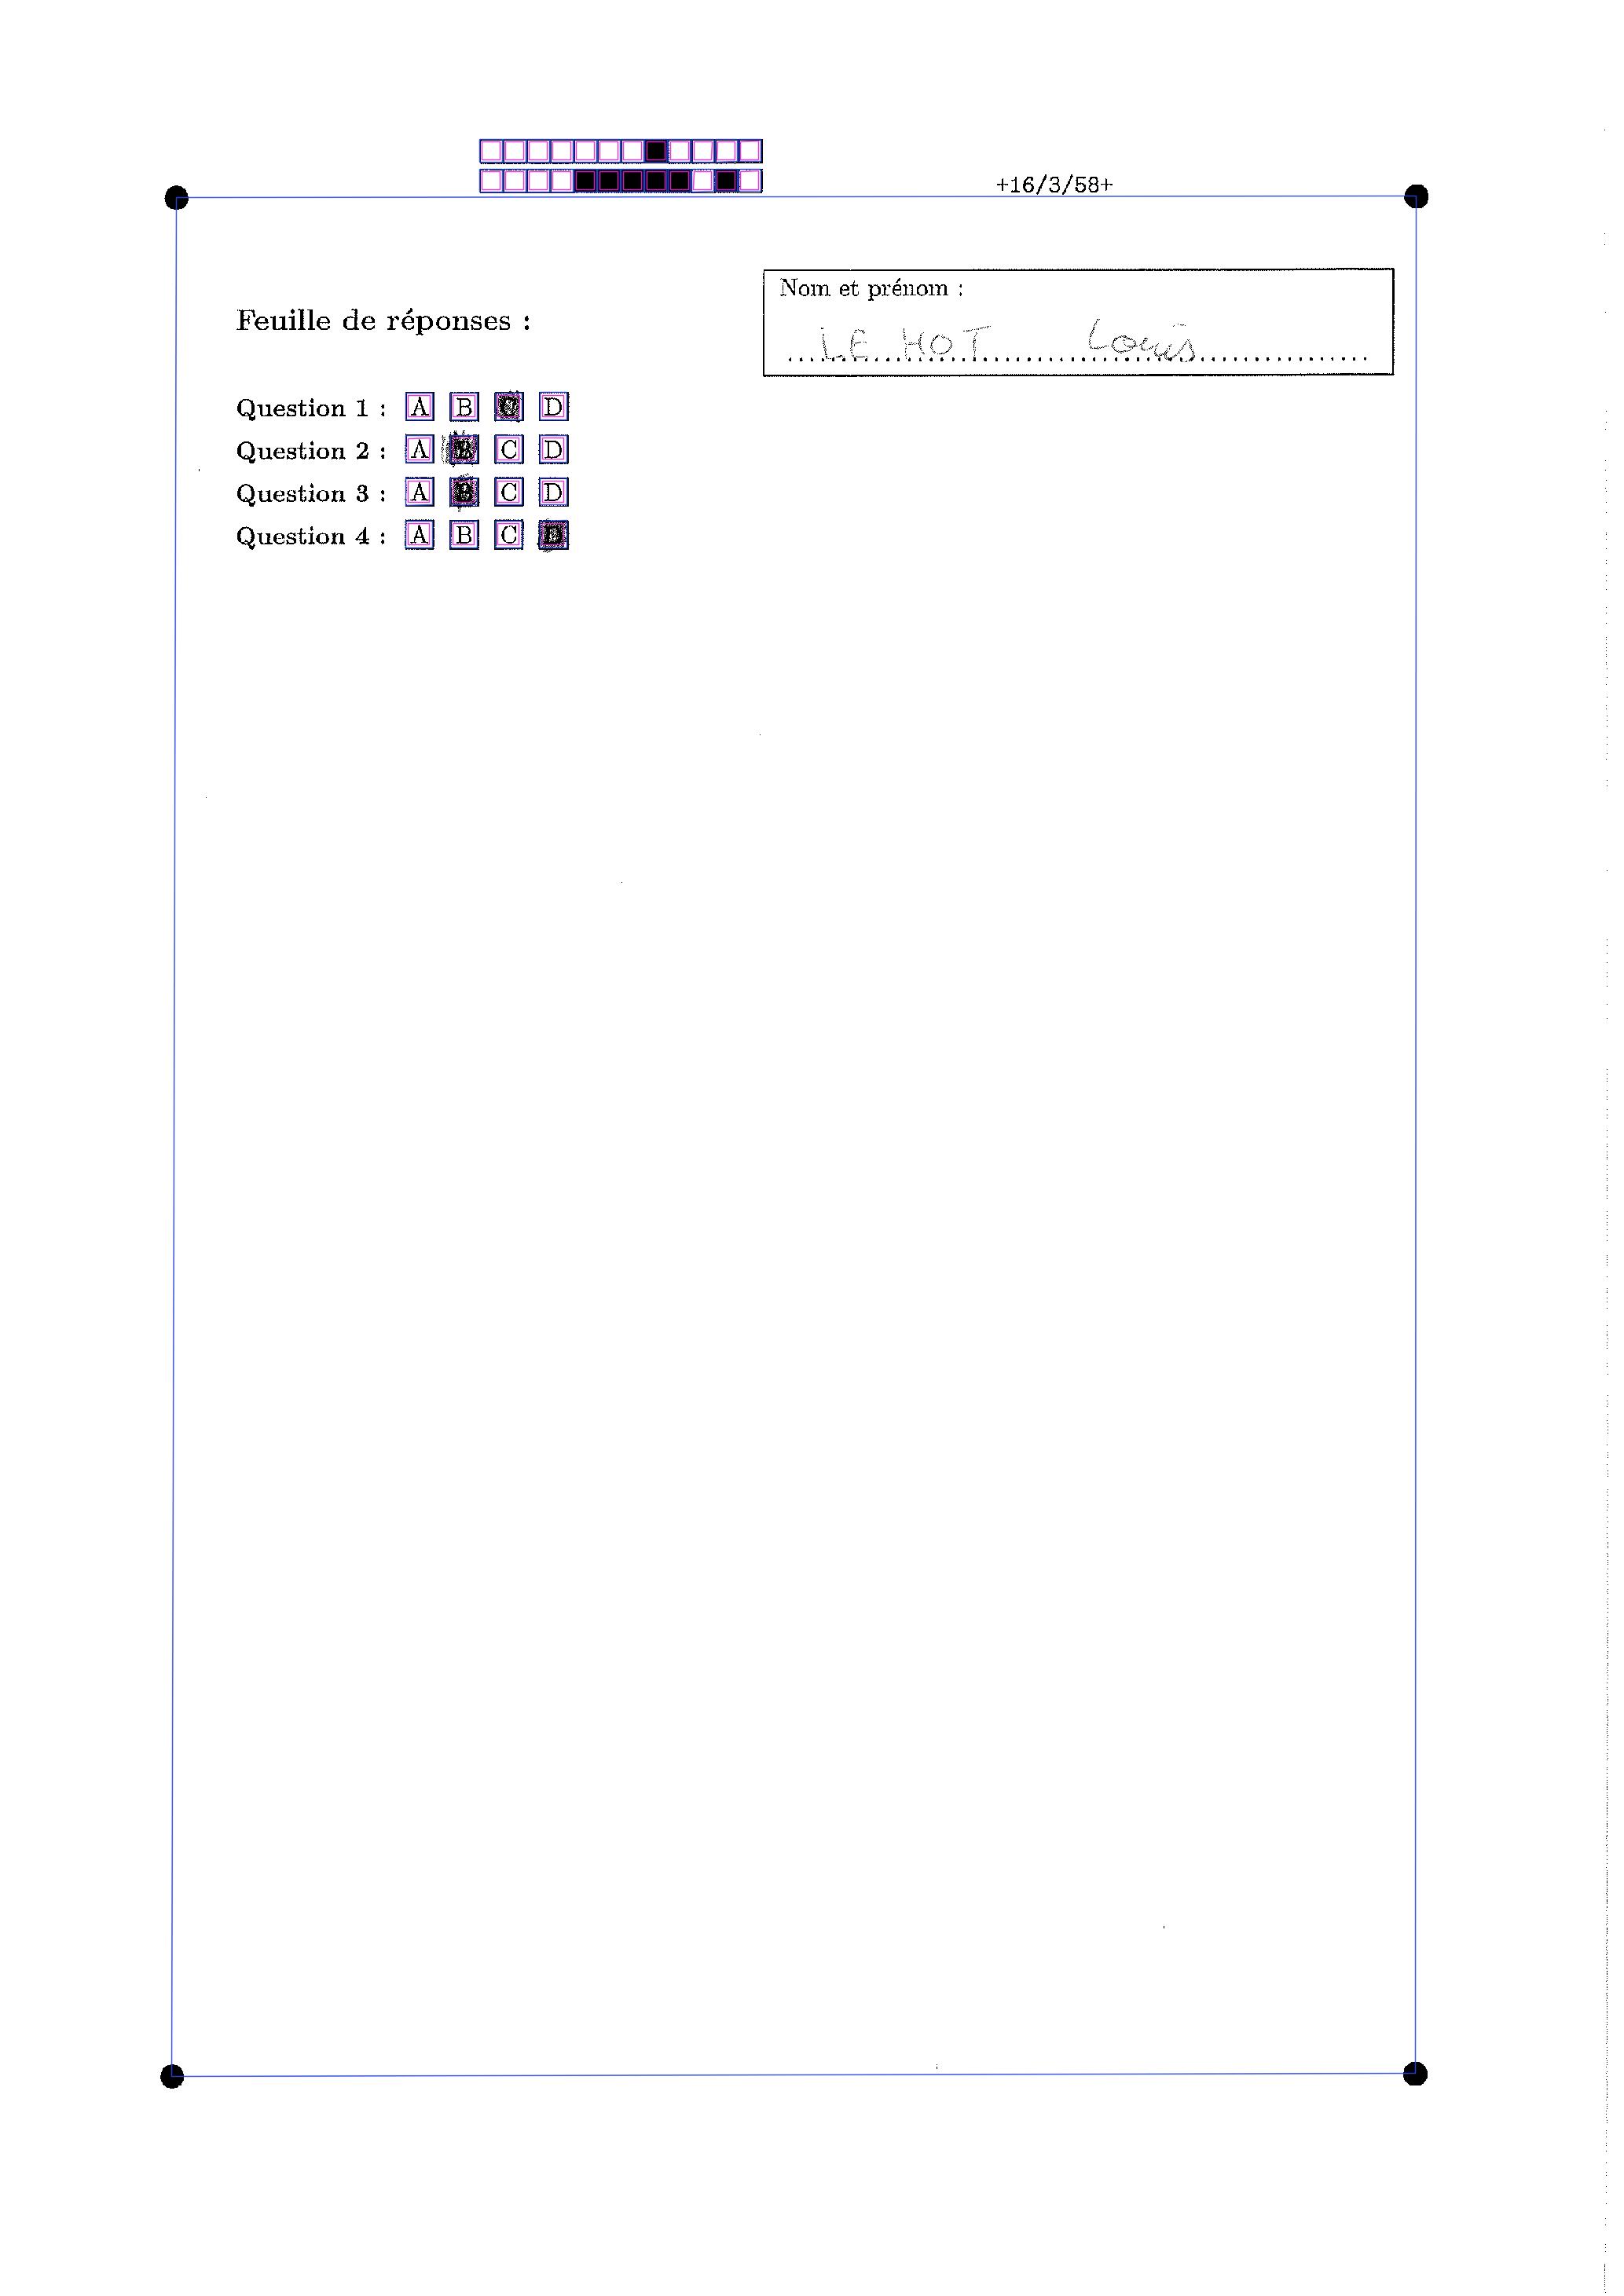 +16/3/58+
Nom et prénom :
LE HOT Louis
Feuille de réponses :
Question 1 : A B C D
Question 2 : A B C D
Question 3 : A B C D
Question 4 : A B C D